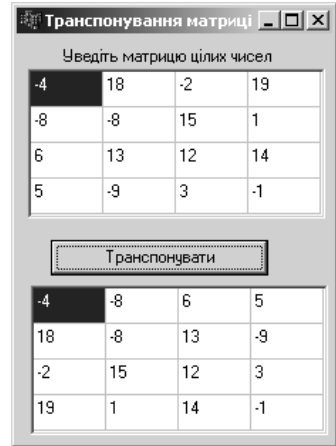 Транспонування матриці
Уведіть матрицю цілих чисел
-4 18 -2 19
-8 -8 15 1
6 13 12 14
5 -9 3 -1
Транспонувати
-4 -8 6 5
18 -8 13 -9
-2 15 12 3
19 1 14 -1